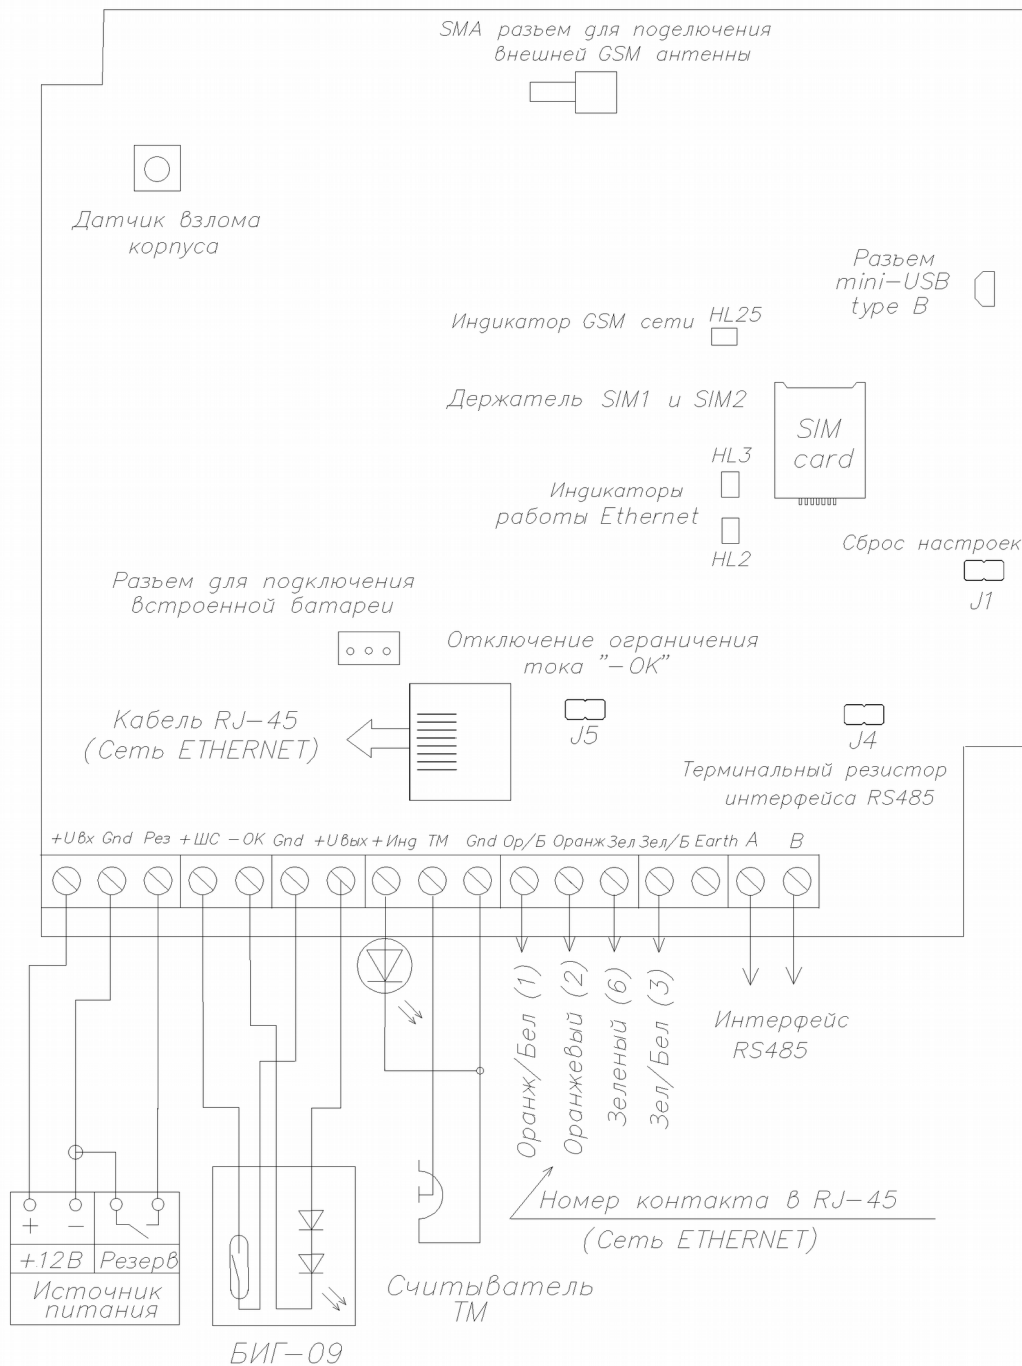 SMA разъем для поделючения
внешней GSM антенны
Датчик взлома
корпуса
Разъем
mini-USB
type B
HL25
Индикатор GSM сети
Держатель SIM1 и SIM2
SIM
card
HL3
Индикаторы
работы Ethernet
HL2
Сброс настроек
J1
Разъем для подключения
встроенной батареи
Отключение ограничения
тока "-ОК"
J5
Кабель RJ-45
(Сеть ETHERNET)
J4
Терминальный резистор
интерфейса RS485
+Uвх Gnd Рез +ШС -ОК Gnd +Uвых +Инд ТМ Gnd Ор/Б Оранж Зел Зел/Б Earth A B
Оранж/Бел (1)
Оранжевый (2)
Зеленый (6)
Зел/Бел (3)
Интерфейс
RS485
Номер контакта в RJ-45
(Сеть ETHERNET)
+ -
+12В Резерв
Источник
питания
Считыватель
ТМ
БИГ-09